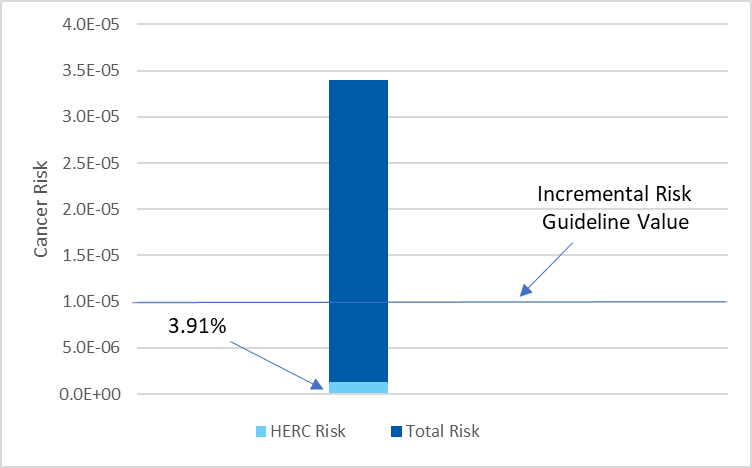 4.0E-05
3.5E-05
3.0E-05
2.5E-05
2.0E-05
1.5E-05
1.0E-05
5.0E-06
0.0E+00
Cancer Risk
Incremental Risk
Guideline Value
3.91%
HERC Risk
Total Risk